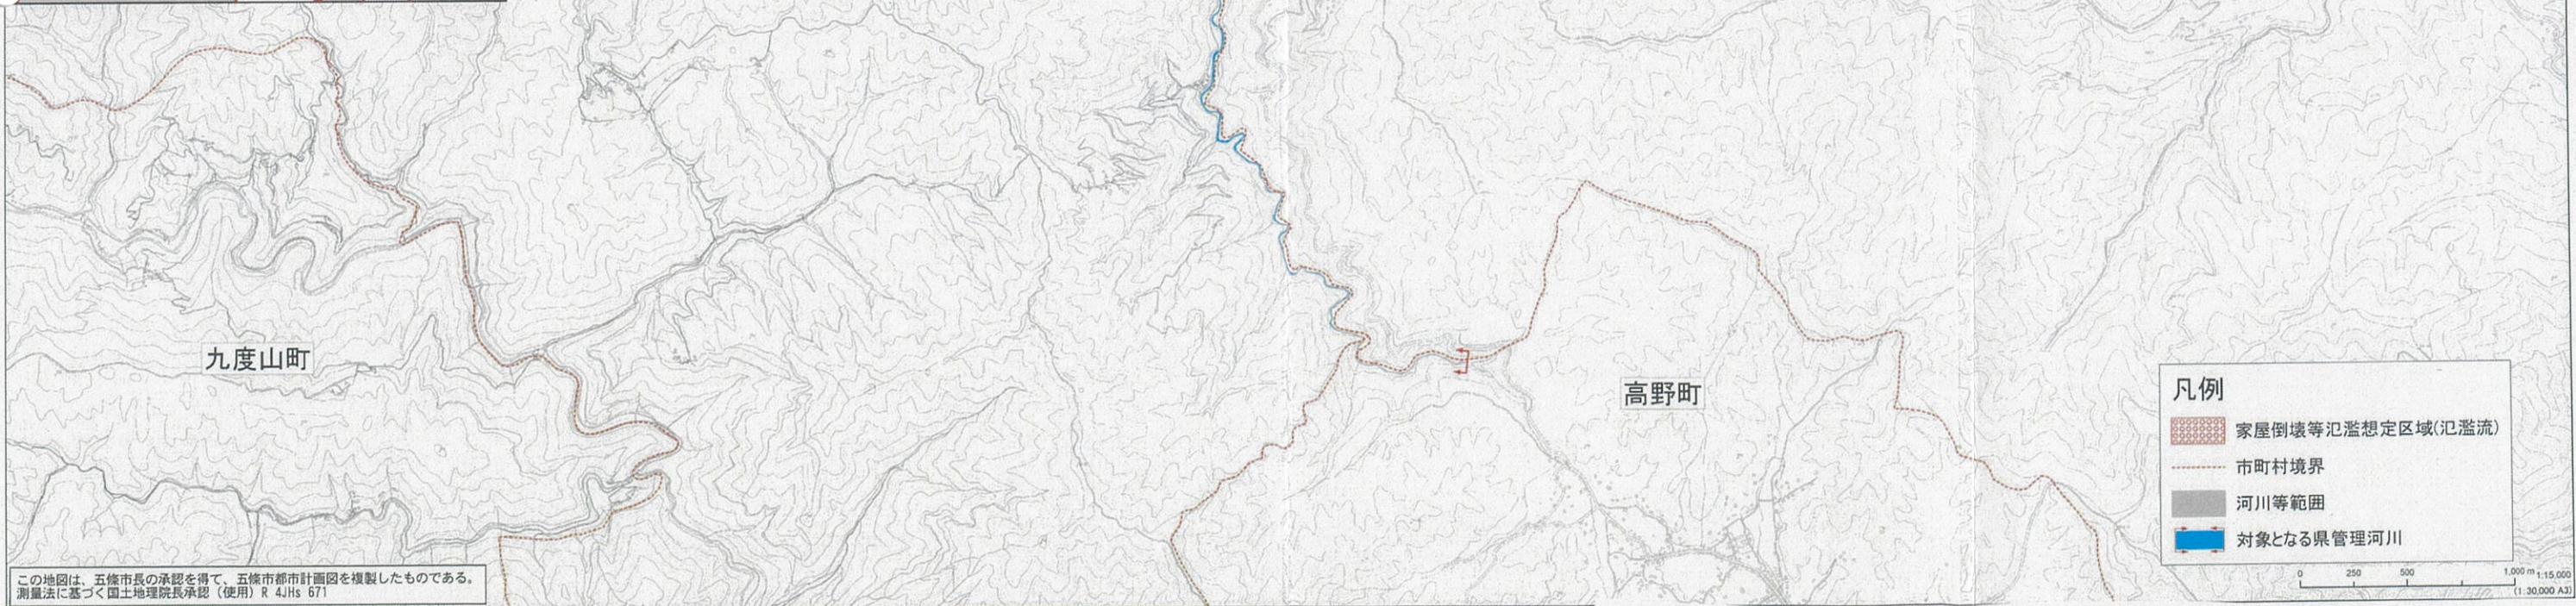 九度山町
高野町
凡例
家屋倒壊等氾濫想定区域(氾濫流)
市町村境界
河川等範囲
対象となる県管理河川
0 250 500 1,000 m 1:15,000
(1:30,000 A3)
この地図は、五條市長の承認を得て、五條市都市計画図を複製したものである。
測量法に基づく国土地理院長承認（使用）R 4JHs 671